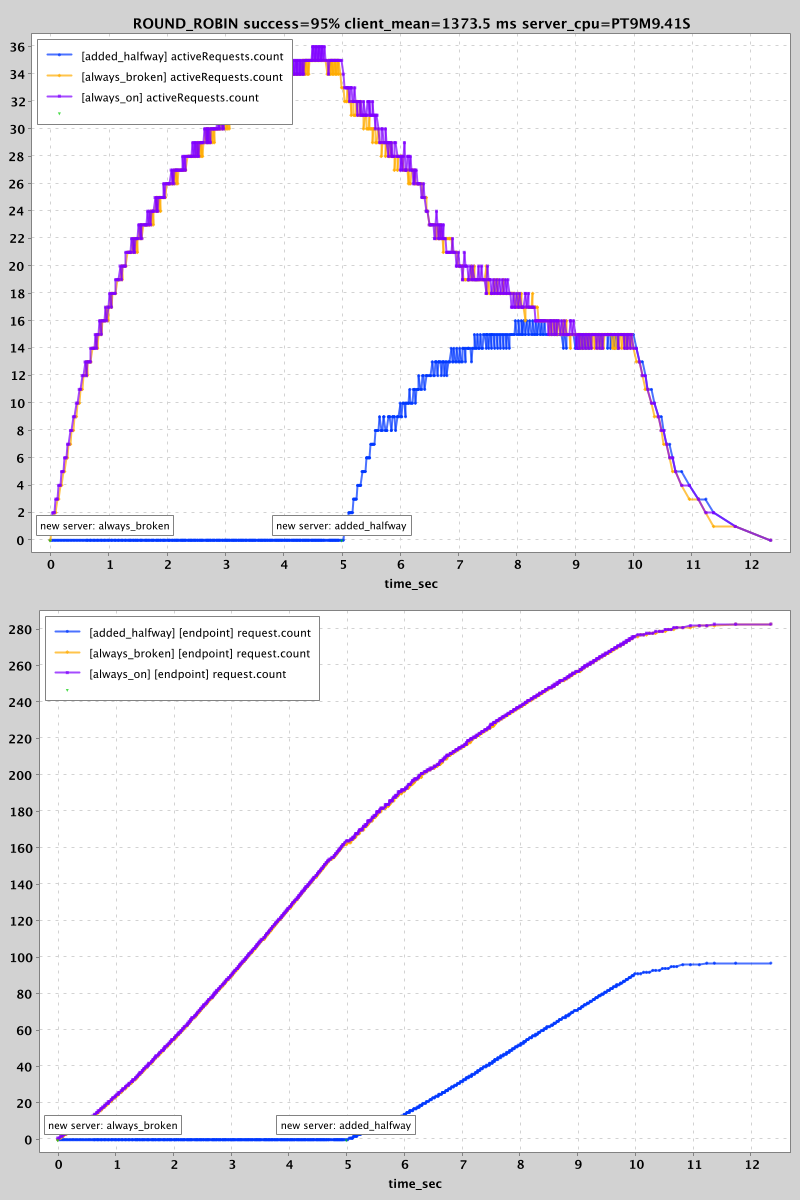 ROUND_ROBIN success=95% client_mean=1373.5 ms server_cpu=PT9M9.41S
[added_halfway] activeRequests.count
[always_broken] activeRequests.count
[always_on] activeRequests.count
36
34
32
30
28
26
24
22
20
18
16
14
12
10
8
6
4
2
0
new server: always_broken
new server: added_halfway
0 1 2 3 4 5 6 7 8 9 10 11 12
time_sec
[added_halfway] [endpoint] request.count
[always_broken] [endpoint] request.count
[always_on] [endpoint] request.count
280
260
240
220
200
180
160
140
120
100
80
60
40
20
0
new server: always_broken
new server: added_halfway
0 1 2 3 4 5 6 7 8 9 10 11 12
time_sec